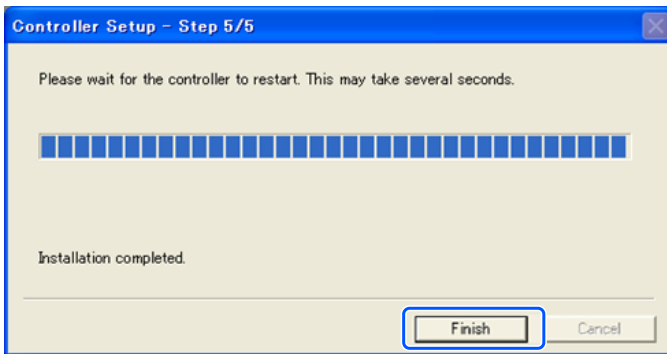 Controller Setup - Step 5/5
Please wait for the controller to restart. This may take several seconds.
Installation completed.
Finish
Cancel